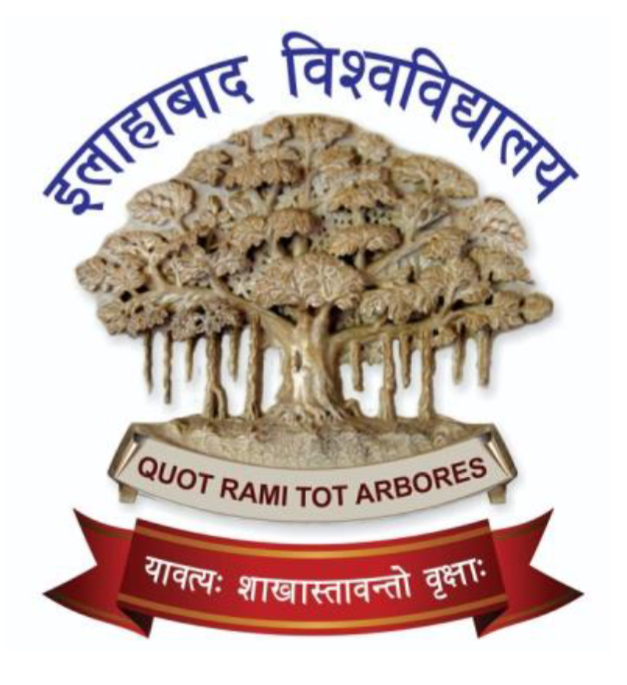 इलाहाबाद विश्वविद्यालय
QUOT RAMI TOT ARBORES
यावत्यः शाखास्तावन्तो वृक्षाः